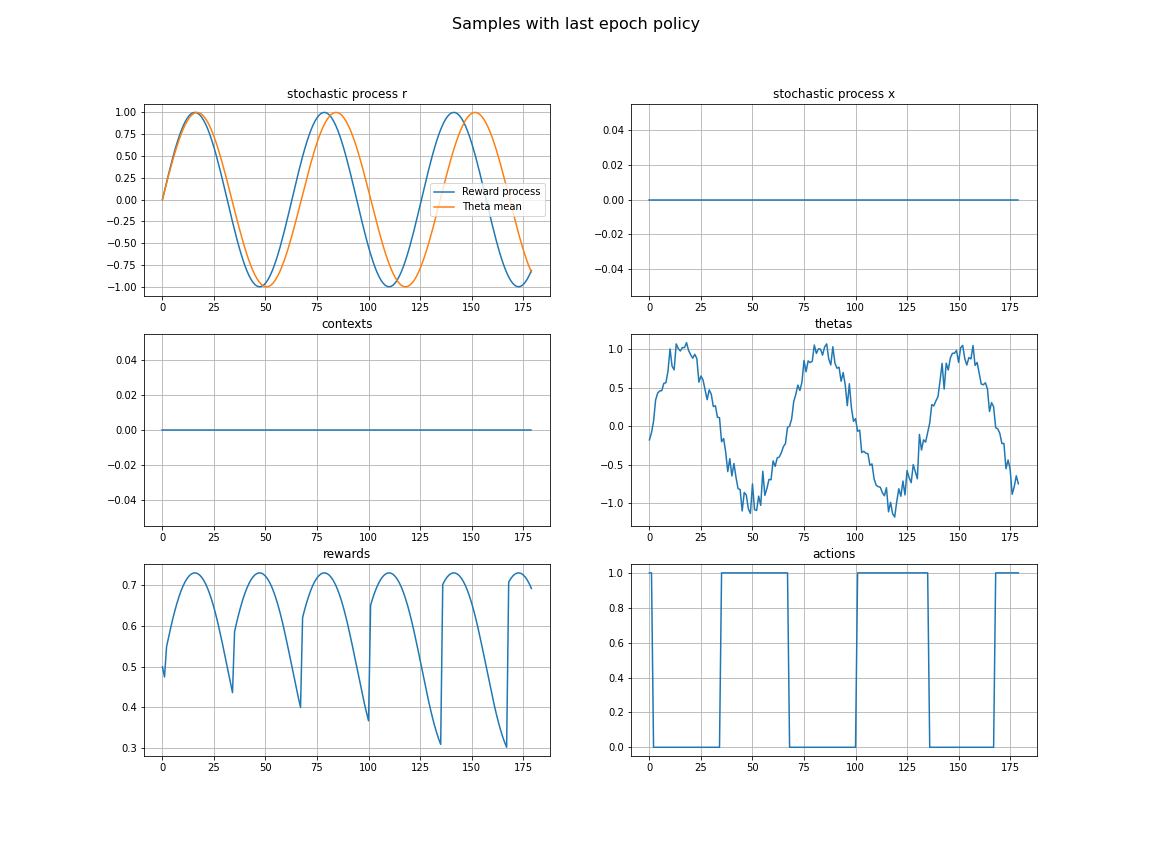 Samples with last epoch policy
stochastic process r
1.00
0.75
0.50
0.25
0.00
−0.25
−0.50
−0.75
−1.00
Reward process
Theta mean
0 25 50 75 100 125 150 175
stochastic process x
0.04
0.02
0.00
−0.02
−0.04
0 25 50 75 100 125 150 175
contexts
0.04
0.02
0.00
−0.02
−0.04
0 25 50 75 100 125 150 175
thetas
1.0
0.5
0.0
−0.5
−1.0
0 25 50 75 100 125 150 175
rewards
0.7
0.6
0.5
0.4
0.3
0 25 50 75 100 125 150 175
actions
1.0
0.8
0.6
0.4
0.2
0.0
0 25 50 75 100 125 150 175